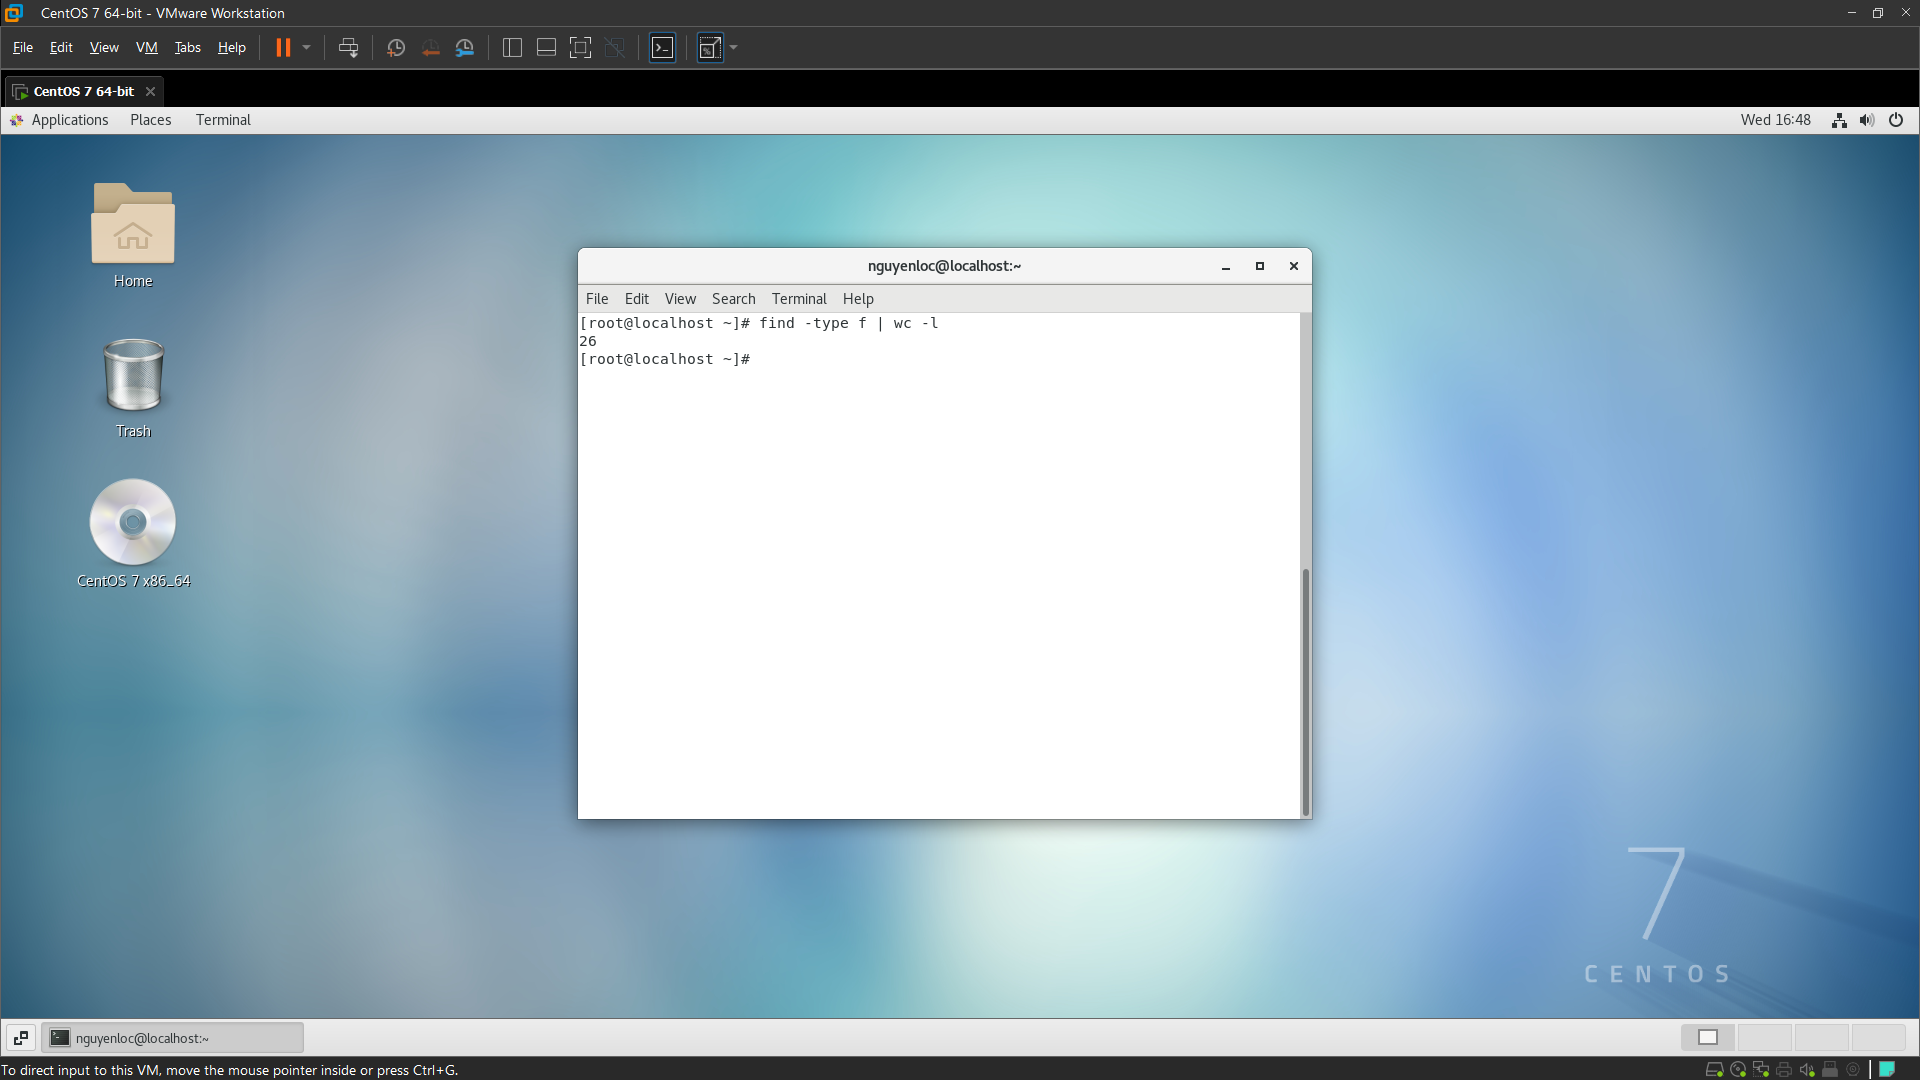 CentOS 7 64-bit - VMware Workstation
File Edit View VM Tabs Help
CentOS 7 64-bit
Applications Places Terminal Wed 16:48
Home
Trash
CentOS 7 x86_64
nguyenloc@localhost:~
File Edit View Search Terminal Help
[root@localhost ~]# find -type f | wc -l
26
[root@localhost ~]#
7
CENTOS
nguyenloc@localhost:~
To direct input to this VM, move the mouse pointer inside or press Ctrl+G.